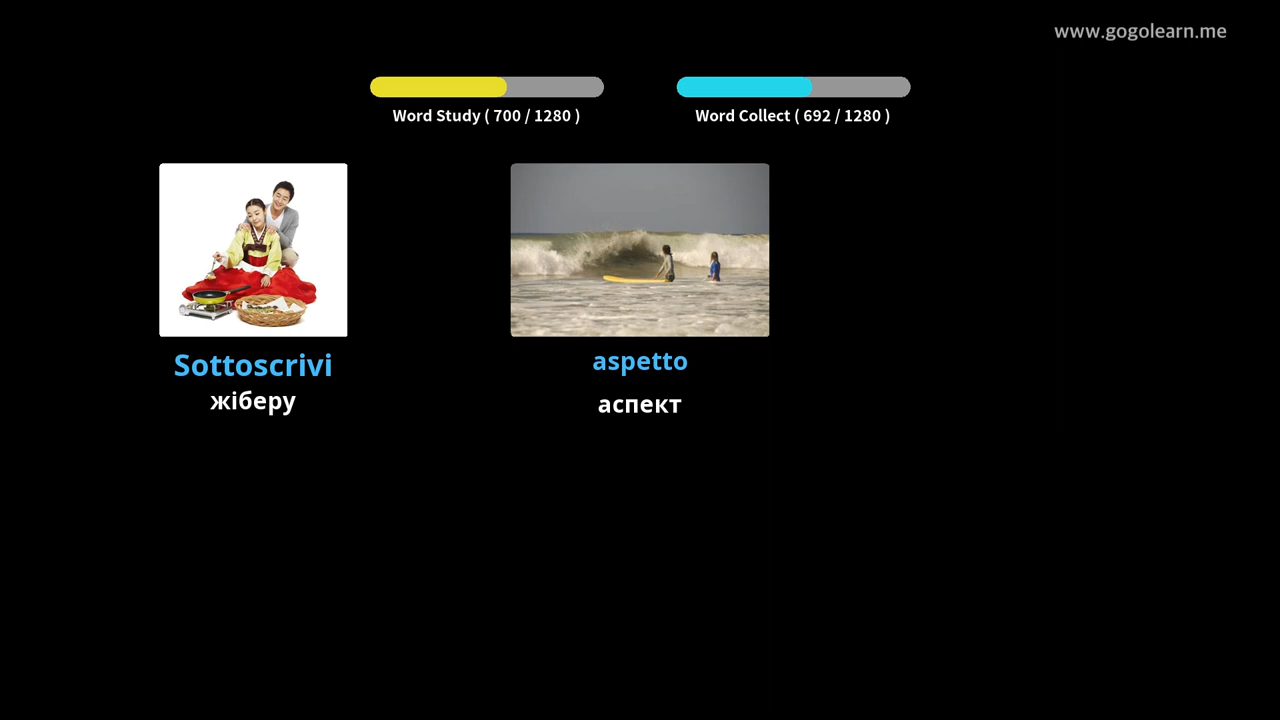 www.gogolearn.me
Word Study ( 700 / 1280 )
Word Collect ( 692 / 1280 )
Sottoscrivi
жіберу
aspetto
аспект